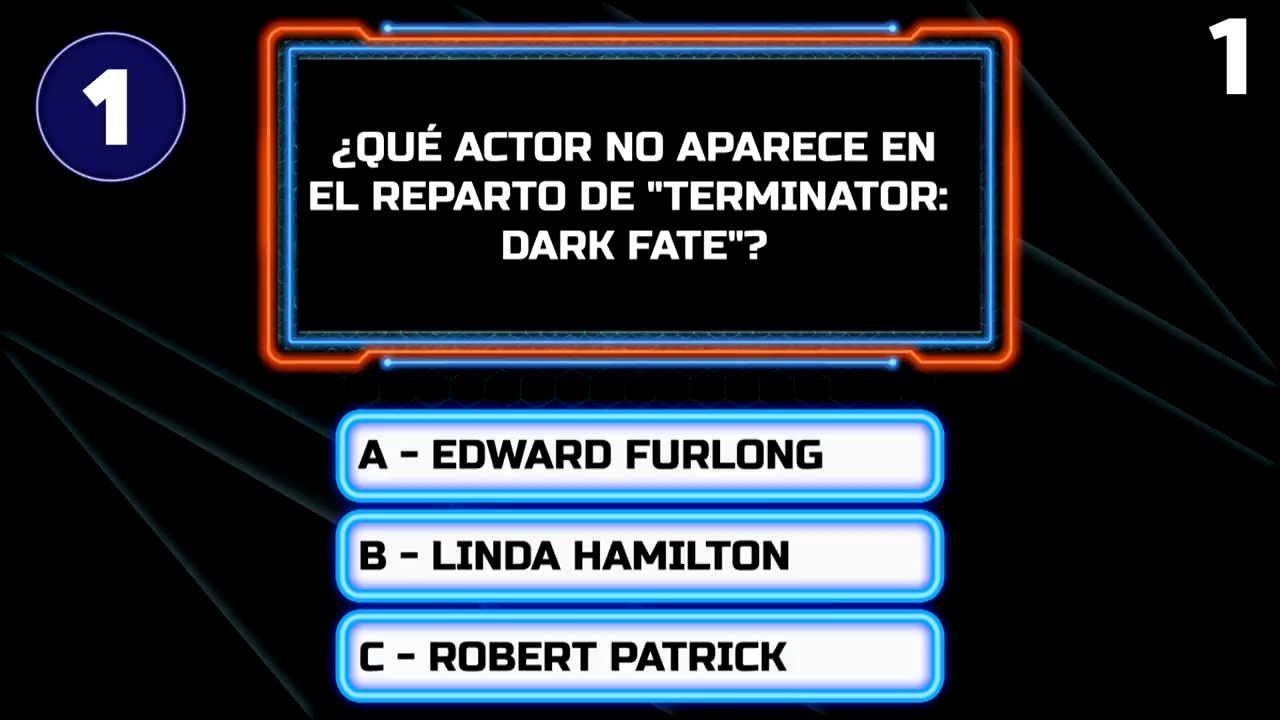 1
1
¿QUÉ ACTOR NO APARECE EN
EL REPARTO DE "TERMINATOR:
DARK FATE"?
A - EDWARD FURLONG
B - LINDA HAMILTON
C - ROBERT PATRICK